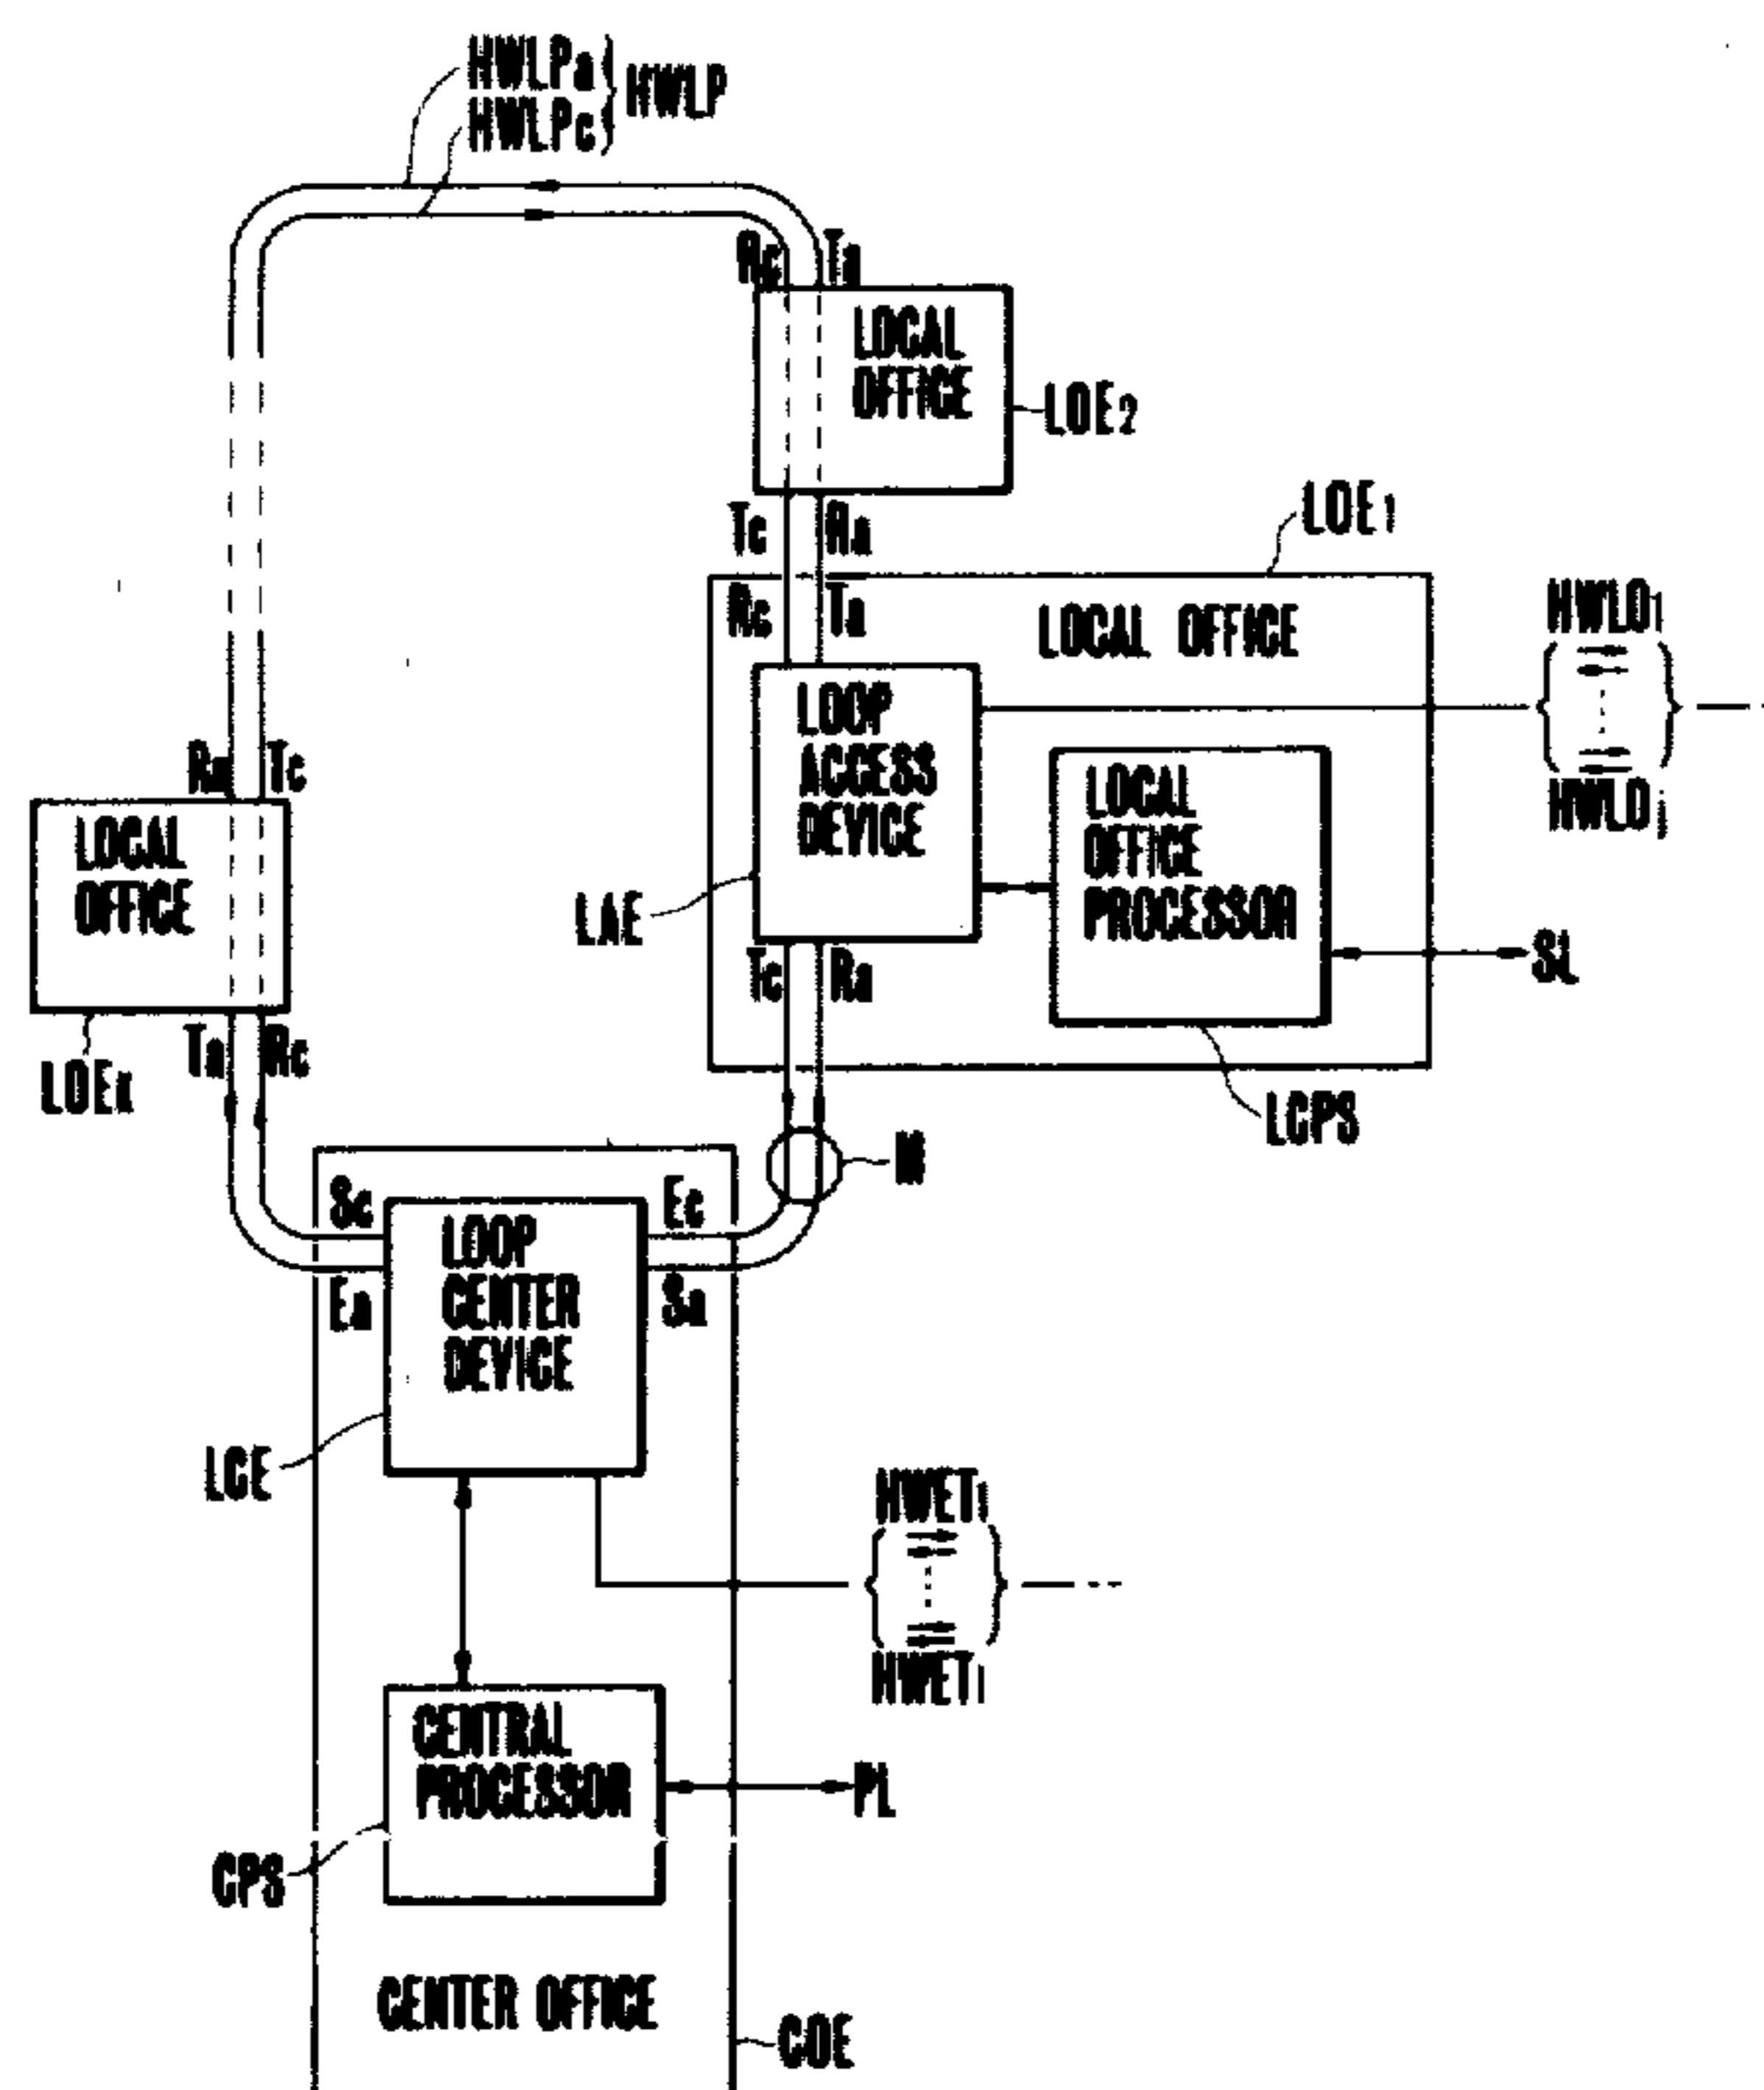 HWLPa
HWLPc
HWLP
Rc Ta
LOCAL
OFFICE
LOE2
Tc Ra
LOE1
Rc Ta
LOCAL OFFICE
HWLO1
HWLOj
LOOP
ACCESS
DEVICE
LOCAL
OFFICE
PROCESSOR
LAE
SL
Tc Ra
LCPS
Ra Tc
LOCAL
OFFICE
LOEx
Ta Rc
Sc
Ec
LOOP
CENTER
DEVICE
Ea
Sa
LCE
HWET1
HWETi
CENTRAL
PROCESSOR
PL
CPS
CENTER OFFICE
COE